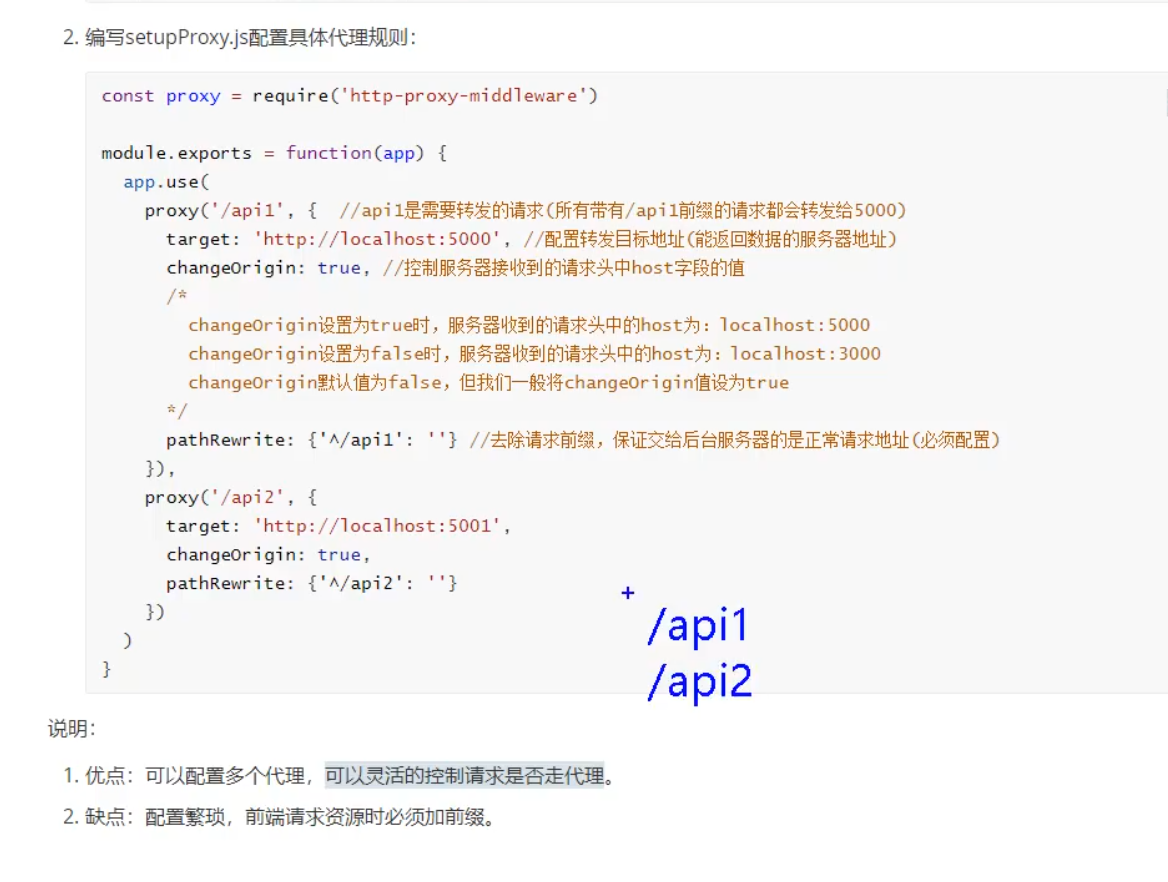 2. 编写setupProxy.js配置具体代理规则：
const proxy = require('http-proxy-middleware')
module.exports = function(app) {
app.use(
proxy('/api1', {  //api1是需要转发的请求(所有带有/api1前缀的请求都会转发给5000)
target: 'http://localhost:5000', //配置转发目标地址(能返回数据的服务器地址)
changeOrigin: true, //控制服务器接收到的请求头中host字段的值
/*
changeOrigin设置为true时，服务器收到的请求头中的host为：localhost:5000
changeOrigin设置为false时，服务器收到的请求头中的host为：localhost:3000
changeOrigin默认值为false，但我们一般将changeOrigin值设为true
*/
pathRewrite: {'^/api1': ''} //去除请求前缀，保证交给后台服务器的是正常请求地址(必须配置)
}),
proxy('/api2', {
target: 'http://localhost:5001',
changeOrigin: true,
pathRewrite: {'^/api2': ''}
})
)
}
/api1
/api2
说明：
1. 优点：可以配置多个代理，可以灵活的控制请求是否走代理。
2. 缺点：配置繁琐，前端请求资源时必须加前缀。